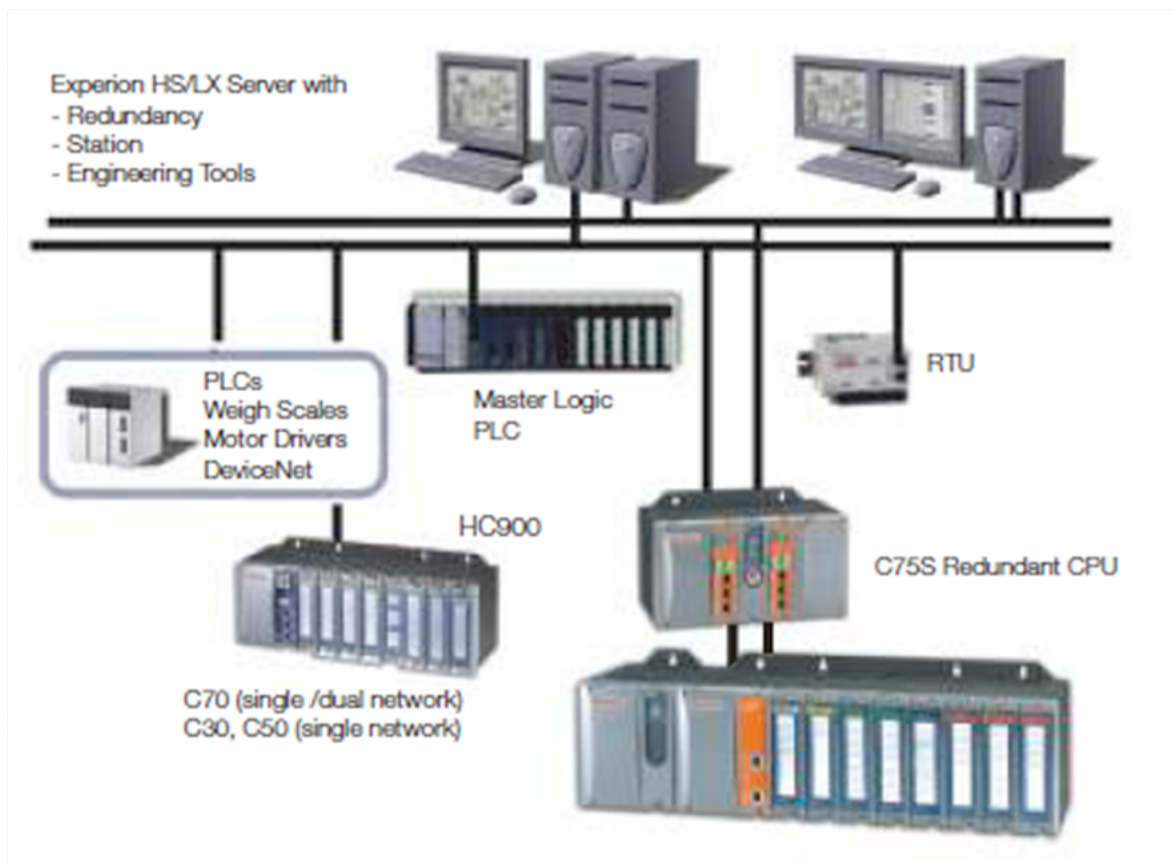 Experion HS/LX Server with
- Redundancy
- Station
- Engineering Tools
PLCs
Weigh Scales
Motor Drivers
DeviceNet
Master Logic
PLC
RTU
HC900
C75S Redundant CPU
C70 (single /dual network)
C30, C50 (single network)